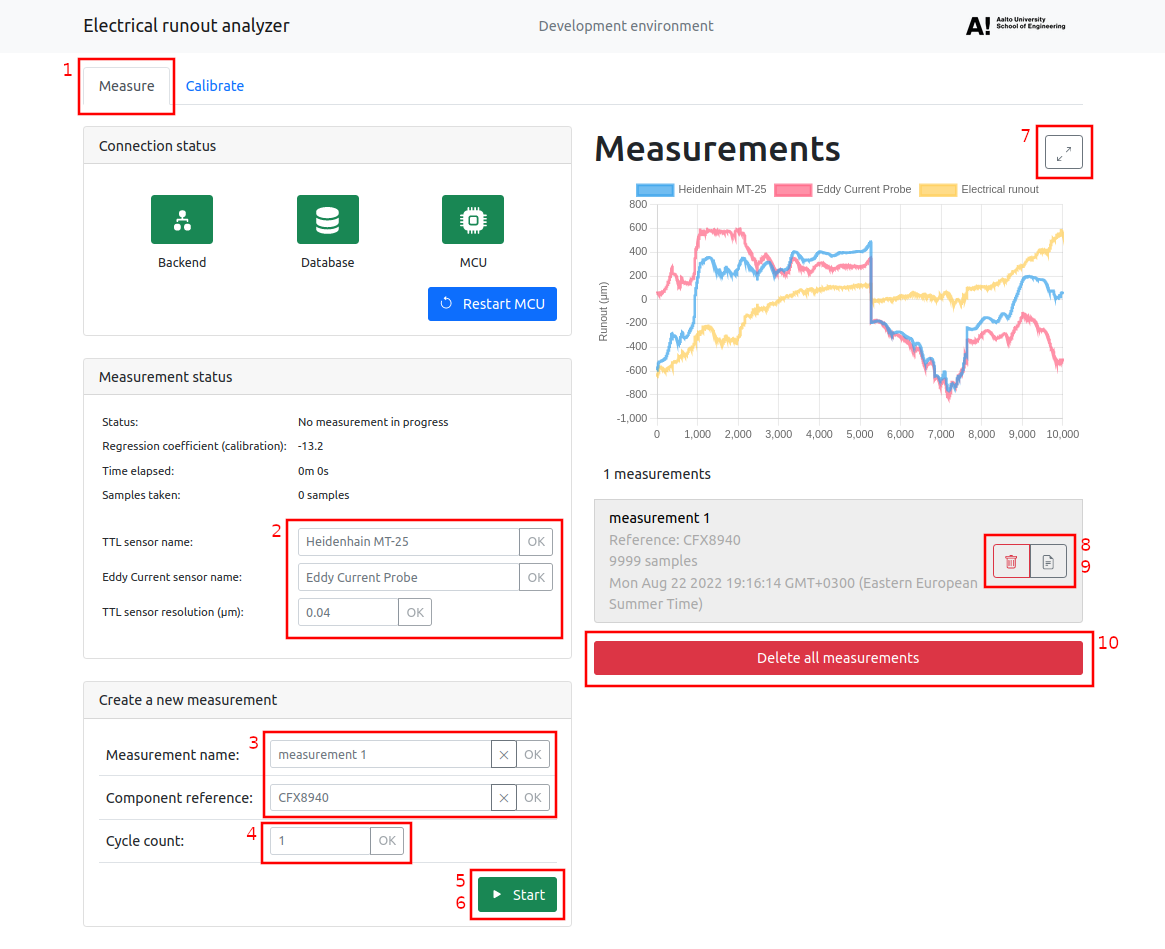 Electrical runout analyzer
Development environment
A! Aalto University
School of Engineering
1
Measure
Calibrate
Connection status
Backend
Database
MCU
Restart MCU
Measurement status
Status: No measurement in progress
Regression coefficient (calibration): -13.2
Time elapsed: 0m 0s
Samples taken: 0 samples
2
TTL sensor name: Heidenhain MT-25 OK
Eddy Current sensor name: Eddy Current Probe OK
TTL sensor resolution (μm): 0.04 OK
Create a new measurement
3
Measurement name: measurement 1 × OK
Component reference: CFX8940 × OK
4
Cycle count: 1 OK
5
6
Start
Measurements
7
Heidenhain MT-25 Eddy Current Probe Electrical runout
800
600
400
200
0
-200
-400
-600
-800
-1,000
Runout (μm)
0 1,000 2,000 3,000 4,000 5,000 6,000 7,000 8,000 9,000 10,000
1 measurements
measurement 1
Reference: CFX8940
9999 samples
Mon Aug 22 2022 19:16:14 GMT+0300 (Eastern European
Summer Time)
8
9
Delete all measurements
10